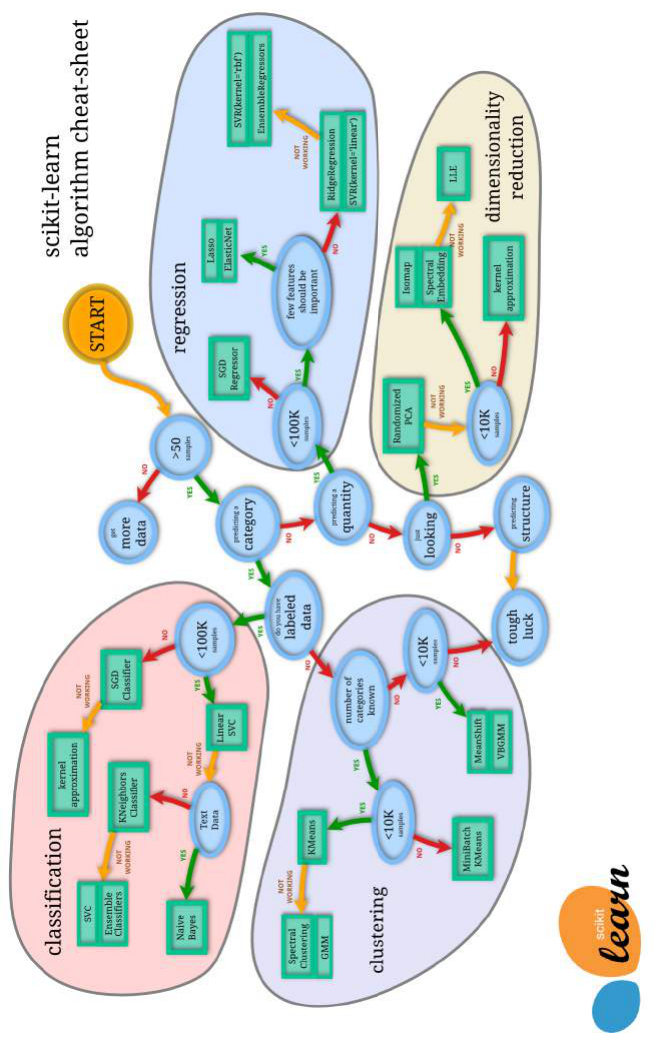 scikit-learn
algorithm cheat-sheet
START
>50
samples
NO
YES
get
more
data
predicting a
category
YES
NO
do you have
labeled
data
YES
NO
predicting a
quantity
YES
NO
just
looking
YES
NO
predicting
structure
tough
luck
classification
<100K
samples
NO
YES
SGD
Classifier
NOT
WORKING
kernel
approximation
Linear
SVC
NOT
WORKING
Text
Data
NO
YES
KNeighbors
Classifier
NOT
WORKING
SVC
Ensemble
Classifiers
Naive
Bayes
clustering
number of
categories
known
YES
NO
<10K
samples
YES
NO
KMeans
NOT
WORKING
Spectral
Clustering
GMM
MiniBatch
KMeans
<10K
samples
YES
NO
MeanShift
VBGMM
regression
<100K
samples
NO
YES
SGD
Regressor
few features
should be
important
YES
NO
Lasso
ElasticNet
RidgeRegression
SVR(kernel='linear')
NOT
WORKING
SVR(kernel='rbf')
EnsembleRegressors
dimensionality
reduction
Randomized
PCA
NOT
WORKING
<10K
samples
YES
NO
Isomap
Spectral
Embedding
NOT
WORKING
LLE
kernel
approximation
scikit
learn